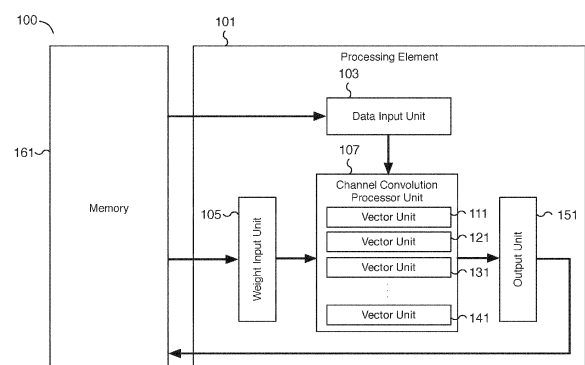 100
101
Processing Element
103
Data Input Unit
161
107
Channel Convolution
Processor Unit
Memory
105
Weight Input Unit
Vector Unit
111
Vector Unit
121
Vector Unit
131
Vector Unit
141
151
Output Unit